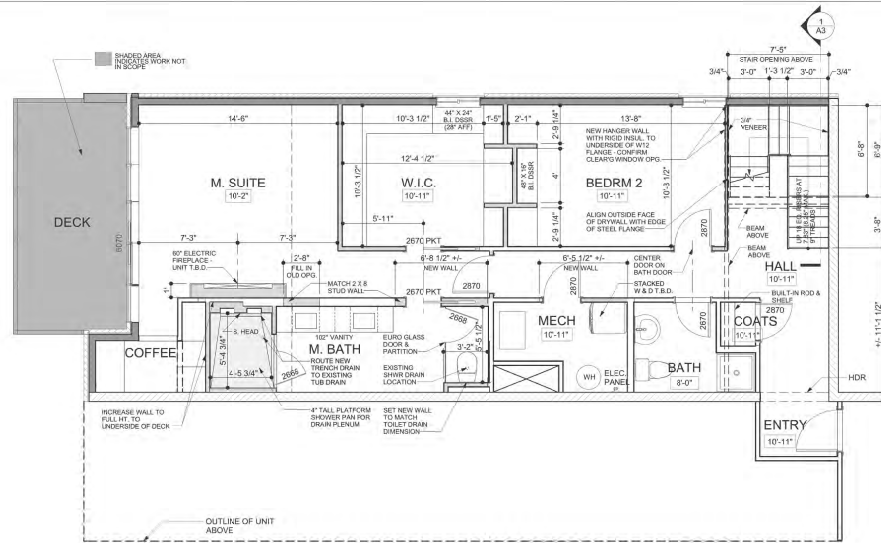 1
A3
7'-5"
STAIR OPENING ABOVE
3/4"
3'-0"
1'-3 1/2"
3'-0"
3/4"
SHADED AREA
INDICATES WORK NOT
IN SCOPE
14'-6"
10'-3 1/2"
44" X 24"
B.I. DSSR
(28" AFF)
1'-5"
2'-1"
13'-8"
2'-9 1/4"
NEW HANGER WALL
WITH RIGID INSUL. TO
UNDERSIDE OF W12
FLANGE - CONFIRM
CLEAR'G WINDOW OPG.
3/4"
VENEER
6'-8"
6'-9"
12'-4 1/2"
10'-3 1/2"
M. SUITE
10'-2"
W.I.C.
10'-11"
48" X 16"
B.I. DSSR
4'
BEDRM 2
10'-11"
10'-3 1/2"
DECK
8070
5'-11"
2'-9 1/4"
ALIGN OUTSIDE FACE
OF DRYWALL WITH EDGE
OF STEEL FLANGE
2870
BEAM
ABOVE
BEAM
ABOVE
9" TREADS
3'-8"
7'-3"
7'-3"
2670 PKT
60" ELECTRIC
FIREPLACE -
UNIT T.B.D.
2'-8"
FILL IN
OLD OPG.
6'-8 1/2" +/-
NEW WALL
6'-5 1/2" +/-
NEW WALL
CENTER
DOOR ON
BATH DOOR
HALL
10'-11"
1'
MATCH 2 X 8
STUD WALL
2670 PKT
2870
2870
STACKED
W & D T.B.D.
BUILT-IN ROD &
SHELF
2870
+/- 11'-1 1/2"
COFFEE
S. HEAD
5'-4 3/4"
4'-5 3/4"
102" VANITY
M. BATH
ROUTE NEW
TRENCH DRAIN
TO EXISTING
TUB DRAIN
2668
EURO GLASS
DOOR &
PARTITION
2668
3'-2"
5'-5 1/2"
EXISTING
SHWR DRAIN
LOCATION
MECH
10'-11"
WH
ELEC.
PANEL
2670
BATH
8'-0"
COATS
10'-11"
HDR
INCREASE WALL TO
FULL HT. TO
UNDERSIDE OF DECK
4" TALL PLATFORM
SHOWER PAN FOR
DRAIN PLENUM
SET NEW WALL
TO MATCH
TOILET DRAIN
DIMENSION
ENTRY
10'-11"
OUTLINE OF UNIT
ABOVE